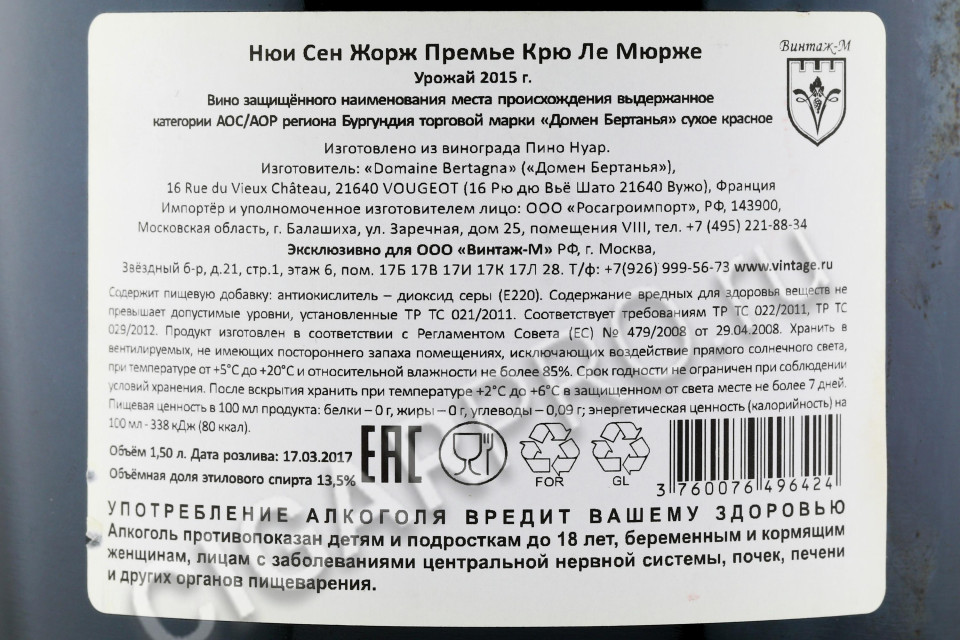 Нюи Сен Жорж Премье Крю Ле Мюрже
Винтаж-М
Урожай 2015 г.
Вино защищённого наименования места происхождения выдержанное
категории АОС/АОР региона Бургундия торговой марки «Домен Бертанья» сухое красное
Изготовлено из винограда Пино Нуар.
Изготовитель: «Domaine Bertagna» («Домен Бертанья»),
16 Rue du Vieux Château, 21640 VOUGEOT (16 Рю дю Вьё Шато 21640 Вужо), Франция
Импортёр и уполномоченное изготовителем лицо: ООО «Росагроимпорт», РФ, 143900,
Московская область, г. Балашиха, ул. Заречная, дом 25, помещения VIII, тел. +7 (495) 221-88-34
Эксклюзивно для ООО «Винтаж-М» РФ, г. Москва,
Звёздный б-р, д.21, стр.1, этаж 6, пом. 17Б 17В 17И 17К 17Л 28. Т/ф: +7(926) 999-56-73 www.vintage.ru
Содержит пищевую добавку: антиокислитель – диоксид серы (Е220). Содержание вредных для здоровья веществ не
превышает допустимые уровни, установленные ТР ТС 021/2011. Соответствует требованиям ТР ТС 022/2011, ТР ТС
029/2012. Продукт изготовлен в соответствии с Регламентом Совета (ЕС) № 479/2008 от 29.04.2008. Хранить в
вентилируемых, не имеющих постороннего запаха помещениях, исключающих воздействие прямого солнечного света,
при температуре от +5°С до +20°С и относительной влажности не более 85%. Срок годности не ограничен при соблюдении
условий хранения. После вскрытия хранить при температуре +2°С до +6°С в защищенном от света месте не более 7 дней.
Пищевая ценность в 100 мл продукта: белки – 0 г, жиры – 0 г, углеводы – 0,09 г; энергетическая ценность (калорийность) на
100 мл - 338 кДж (80 ккал).
Объём 1,50 л. Дата розлива: 17.03.2017
Объёмная доля этилового спирта 13,5%
EAC
FOR
GL
3 760076 496424
УПОТРЕБЛЕНИЕ АЛКОГОЛЯ ВРЕДИТ ВАШЕМУ ЗДОРОВЬЮ
Алкоголь противопоказан детям и подросткам до 18 лет, беременным и кормящим
женщинам, лицам с заболеваниями центральной нервной системы, почек, печени
и других органов пищеварения.
CIGARPRO.ru